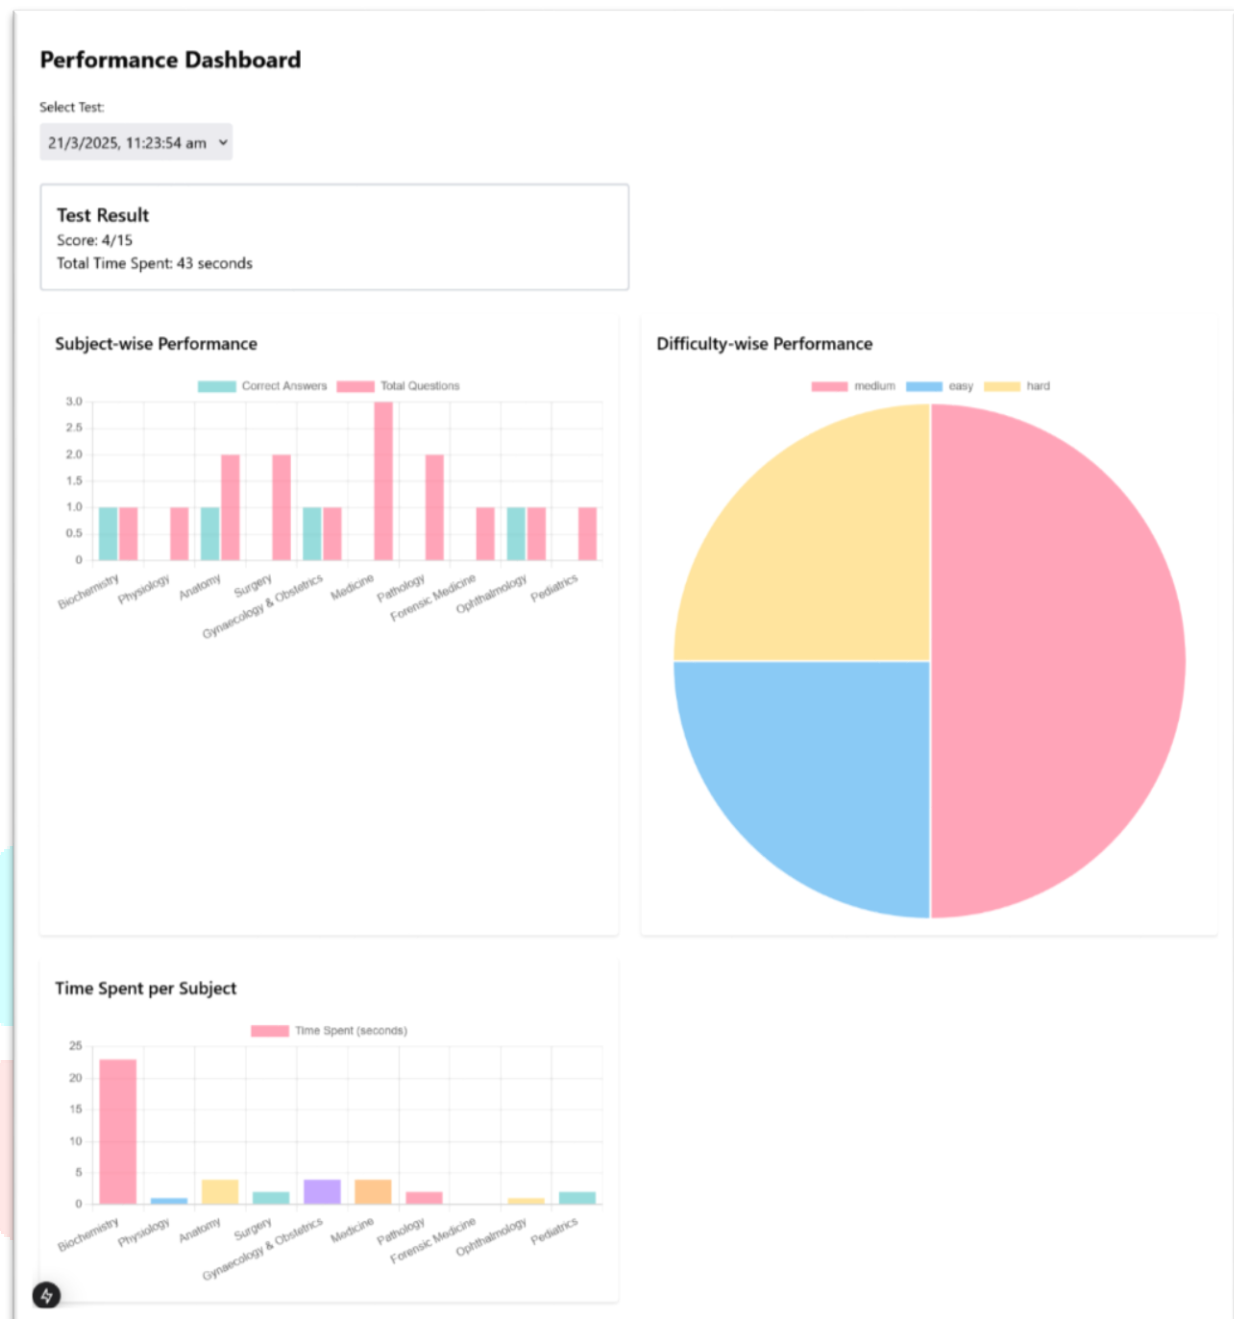 Performance Dashboard
Select Test:
21/3/2025, 11:23:54 am
Test Result
Score: 4/15
Total Time Spent: 43 seconds
Subject-wise Performance
Correct Answers Total Questions
3.0
2.5
2.0
1.5
1.0
0.5
0
Biochemistry Physiology Anatomy Surgery Gynaecology & Obstetrics Medicine Pathology Forensic Medicine Ophthalmology Pediatrics
Difficulty-wise Performance
medium easy hard
Time Spent per Subject
Time Spent (seconds)
25
20
15
10
5
0
Biochemistry Physiology Anatomy Surgery Gynaecology & Obstetrics Medicine Pathology Forensic Medicine Ophthalmology Pediatrics